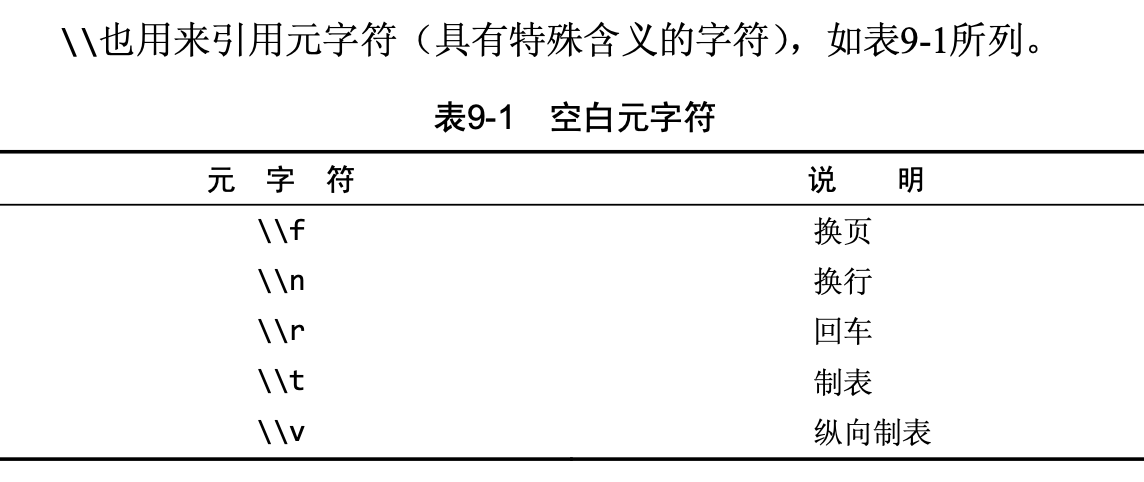 \\也用来引用元字符（具有特殊含义的字符），如表9-1所列。
表9-1 空白元字符
元 字 符 说 明
\\f 换页
\\n 换行
\\r 回车
\\t 制表
\\v 纵向制表